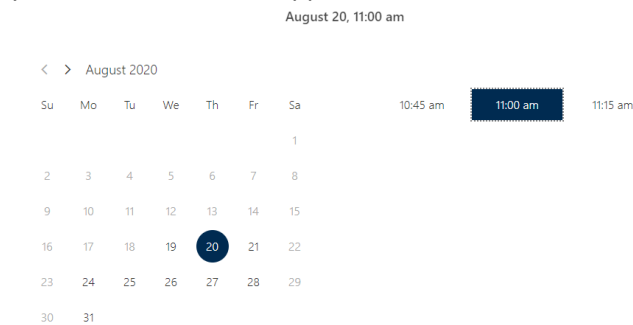 August 20, 11:00 am
August 2020
Su Mo Tu We Th Fr Sa
10:45 am 11:00 am 11:15 am
1
2 3 4 5 6 7 8
9 10 11 12 13 14 15
16 17 18 19 20 21 22
23 24 25 26 27 28 29
30 31